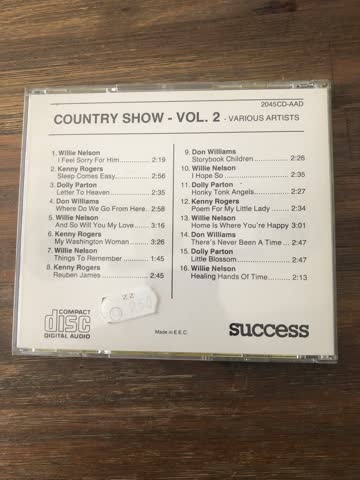 2045CD-AAD
COUNTRY SHOW - VOL. 2 - VARIOUS ARTISTS
1. Willie Nelson
I Feel Sorry For Him 2:19
2. Kenny Rogers
Sleep Comes Easy 2:56
3. Dolly Parton
Letter To Heaven 2:35
4. Don Williams
Where Do We Go From Here 2:58
5. Willie Nelson
And So Will You My Love 3:16
6. Kenny Rogers
My Washington Woman 3:26
7. Willie Nelson
Things To Remember 1:45
8. Kenny Rogers
Reuben James 2:45
9. Don Williams
Storybook Children 2:26
10. Willie Nelson
I Hope So 2:35
11. Dolly Parton
Honky Tonk Angels 2:27
12. Kenny Rogers
Poem For My Little Lady 2:34
13. Willie Nelson
Home Is Where You're Happy 3:01
14. Don Williams
There's Never Been A Time 2:47
15. Dolly Parton
Little Blossom 2:47
16. Willie Nelson
Healing Hands Of Time 2:13
COMPACT
disc
DIGITAL AUDIO
Made in E.E.C.
success